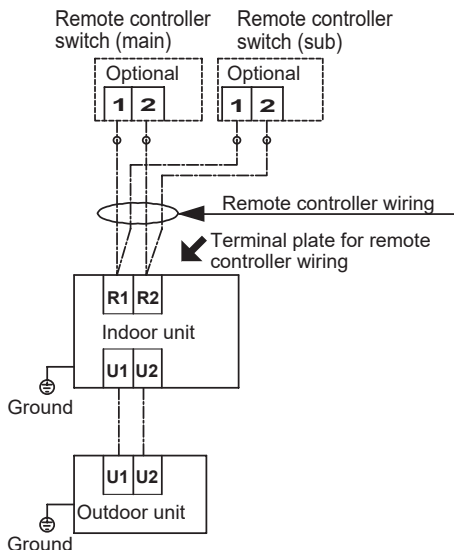 Remote controller
switch (main)
Remote controller
switch (sub)
Optional
1 2
Optional
1 2
Remote controller wiring
Terminal plate for remote
controller wiring
R1 R2
Indoor unit
U1 U2
Ground
U1 U2
Outdoor unit
Ground